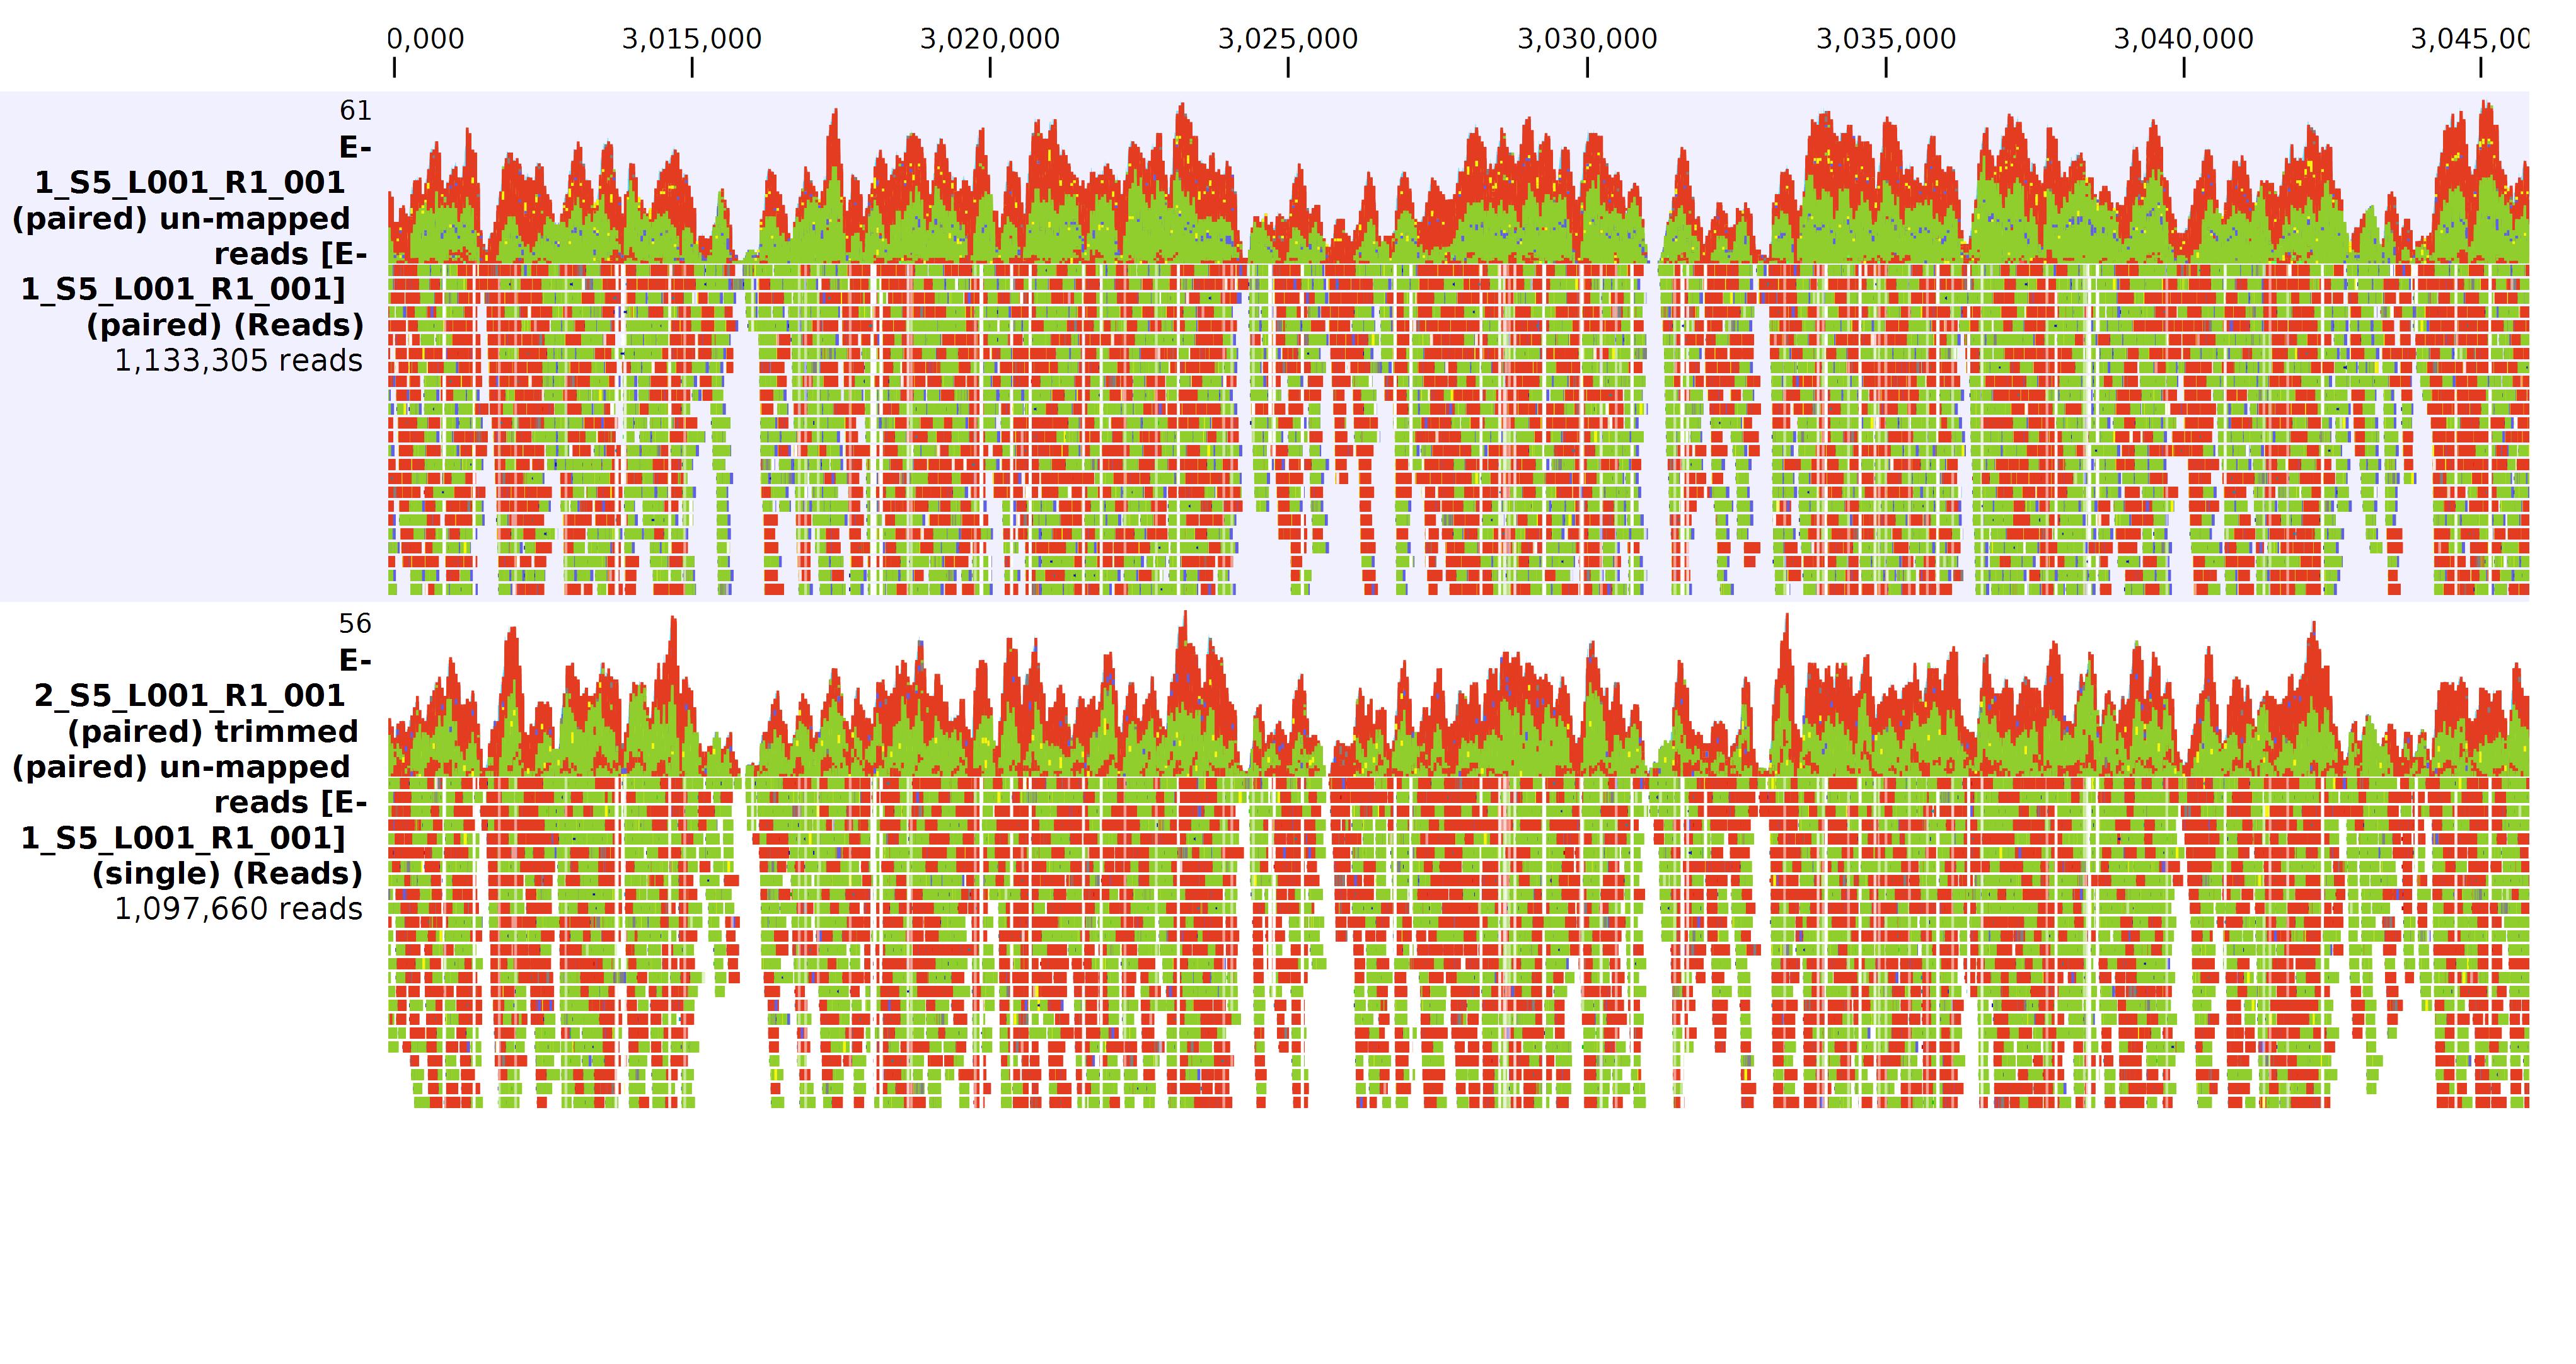 0,000 3,015,000 3,020,000 3,025,000 3,030,000 3,035,000 3,040,000 3,045,00
61
E-
1_S5_L001_R1_001
(paired) un-mapped
reads [E-
1_S5_L001_R1_001]
(paired) (Reads)
1,133,305 reads
56
E-
2_S5_L001_R1_001
(paired) trimmed
(paired) un-mapped
reads [E-
1_S5_L001_R1_001]
(single) (Reads)
1,097,660 reads